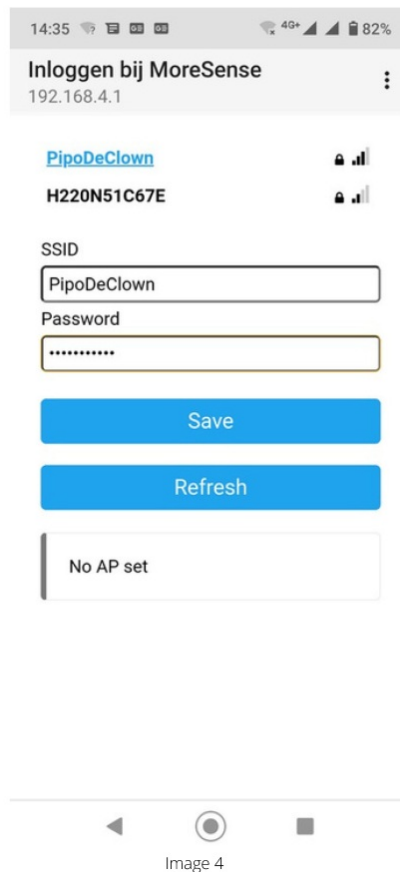 14:35 4G+ 82%
Inloggen bij MoreSense
192.168.4.1
PipoDeClown
H220N51C67E
SSID
PipoDeClown
Password
•••••••••••
Save
Refresh
No AP set
Image 4